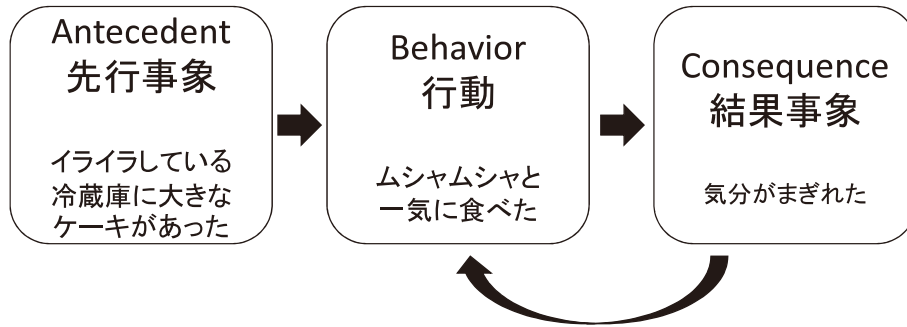 Antecedent
先行事象
イライラしている
冷蔵庫に大きな
ケーキがあった
Behavior
行動
ムシャムシャと
一気に食べた
Consequence
結果事象
気分がまぎれた